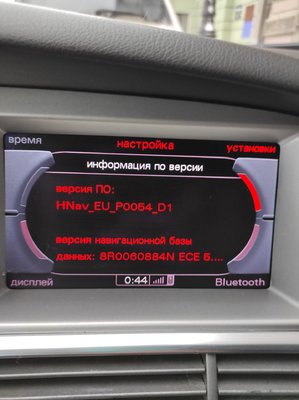 время настройка установки
информация по версии
версия ПО:
HNav_EU_P0054_D1
версия навигационной базы
данных: 8R0060884N ECE 5....
дисплей 0:44 Bluetooth